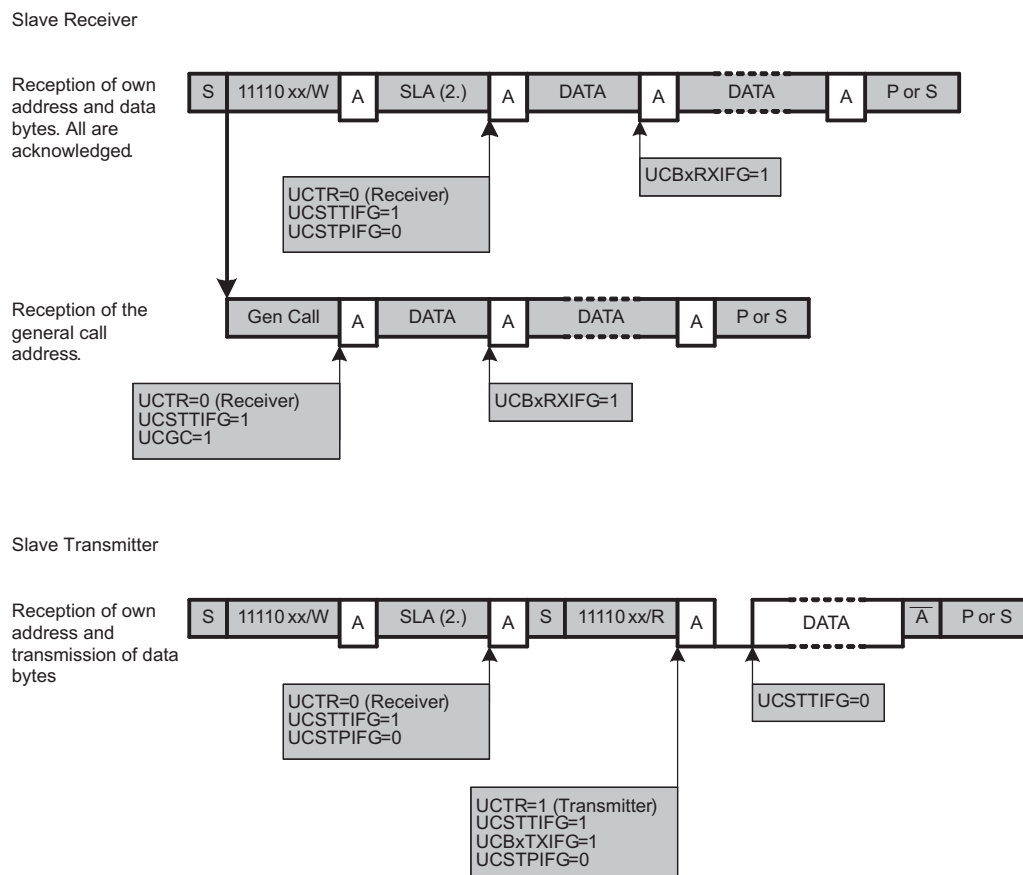 Slave Receiver
Reception of own
address and data
bytes. All are
acknowledged.
S 11110 xx/W A SLA (2.) A DATA A DATA A P or S
UCTR=0 (Receiver)
UCSTTIFG=1
UCSTPIFG=0
UCBxRXIFG=1
Reception of the
general call
address.
Gen Call A DATA A DATA A P or S
UCTR=0 (Receiver)
UCSTTIFG=1
UCGC=1
UCBxRXIFG=1
Slave Transmitter
Reception of own
address and
transmission of data
bytes
S 11110 xx/W A SLA (2.) A S 11110 xx/R A DATA A̅ P or S
UCTR=0 (Receiver)
UCSTTIFG=1
UCSTPIFG=0
UCSTTIFG=0
UCTR=1 (Transmitter)
UCSTTIFG=1
UCBxTXIFG=1
UCSTPIFG=0